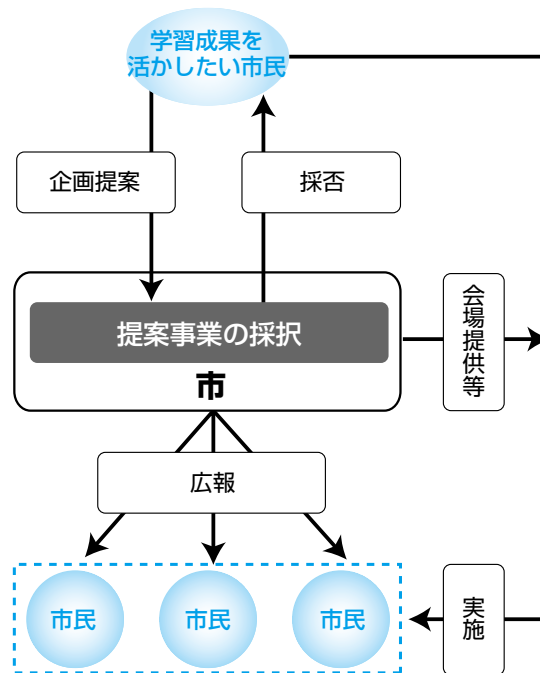 学習成果を
活かしたい市民
企画提案
採否
提案事業の採択
市
会場提供等
広報
市民
市民
市民
実施